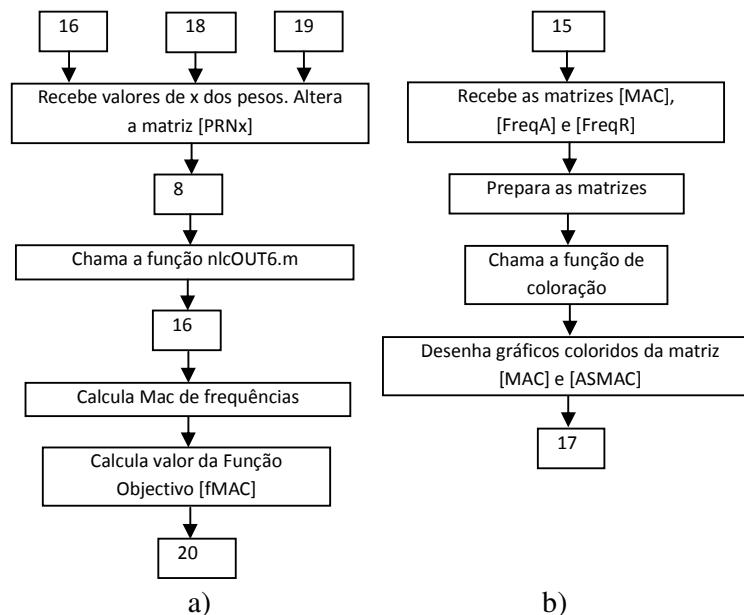 16
18
19
Recebe valores de x dos pesos. Altera
a matriz [PRNx]
8
Chama a função nlcOUT6.m
16
Calcula Mac de frequências
Calcula valor da Função
Objectivo [fMAC]
20
a)
15
Recebe as matrizes [MAC],
[FreqA] e [FreqR]
Prepara as matrizes
Chama a função de
coloração
Desenha gráficos coloridos da matriz
[MAC] e [ASMAC]
17
b)